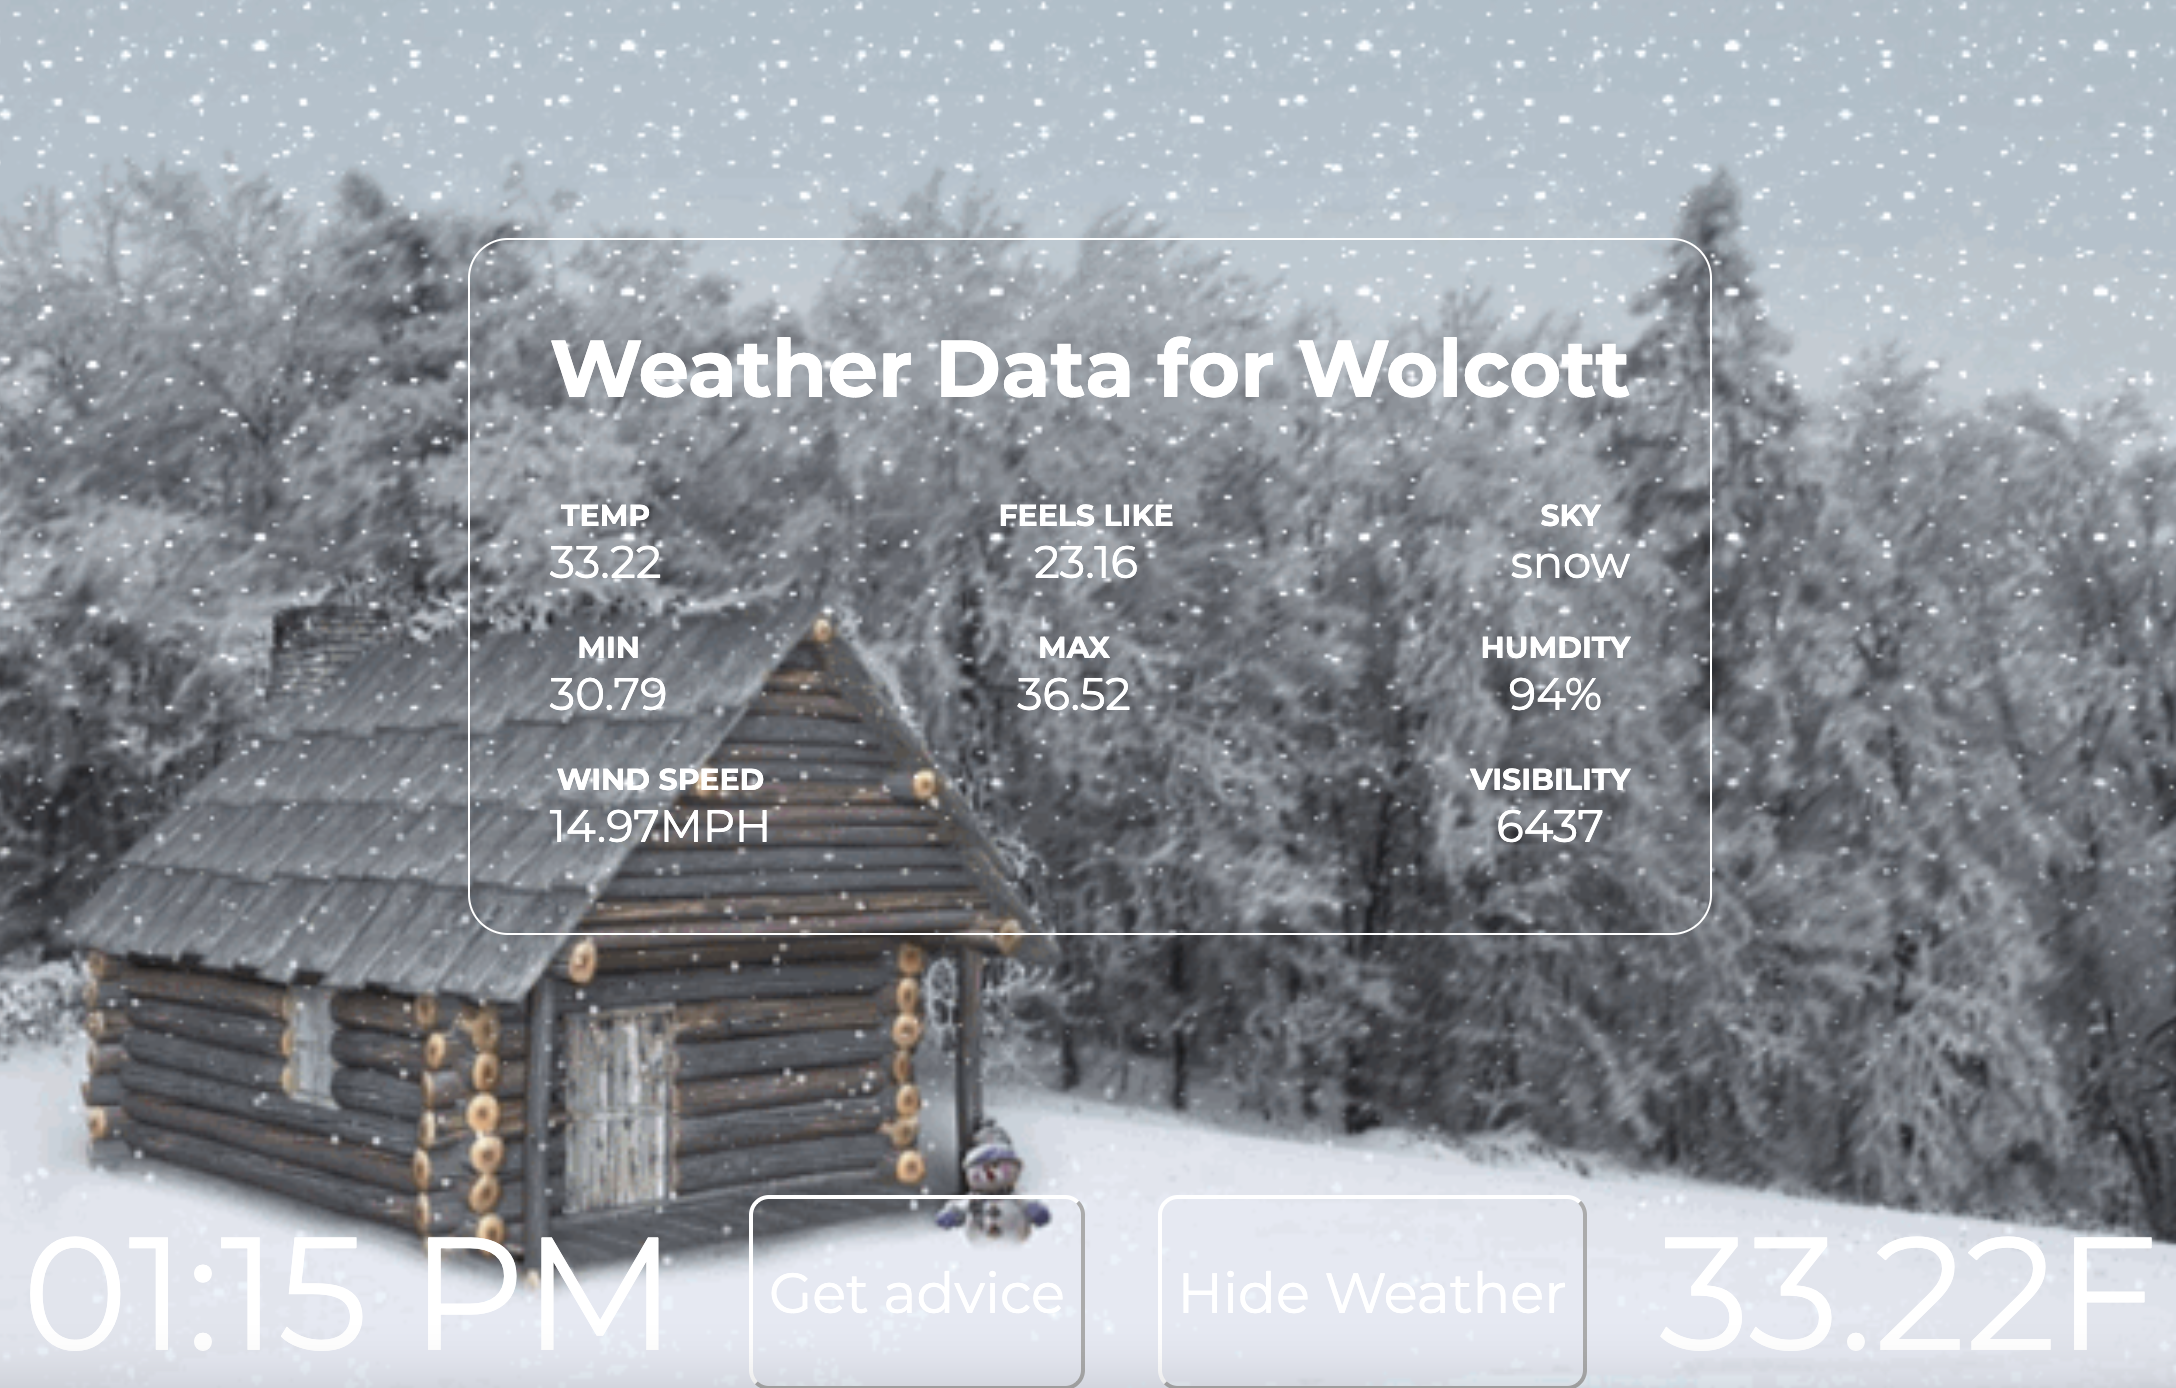 Weather Data for Wolcott
TEMP FEELS LIKE SKY
33.22 23.16 snow
MIN MAX HUMDITY
30.79 36.52 94%
WIND SPEED VISIBILITY
14.97MPH 6437
01:15 PM Get advice Hide Weather 33.22F